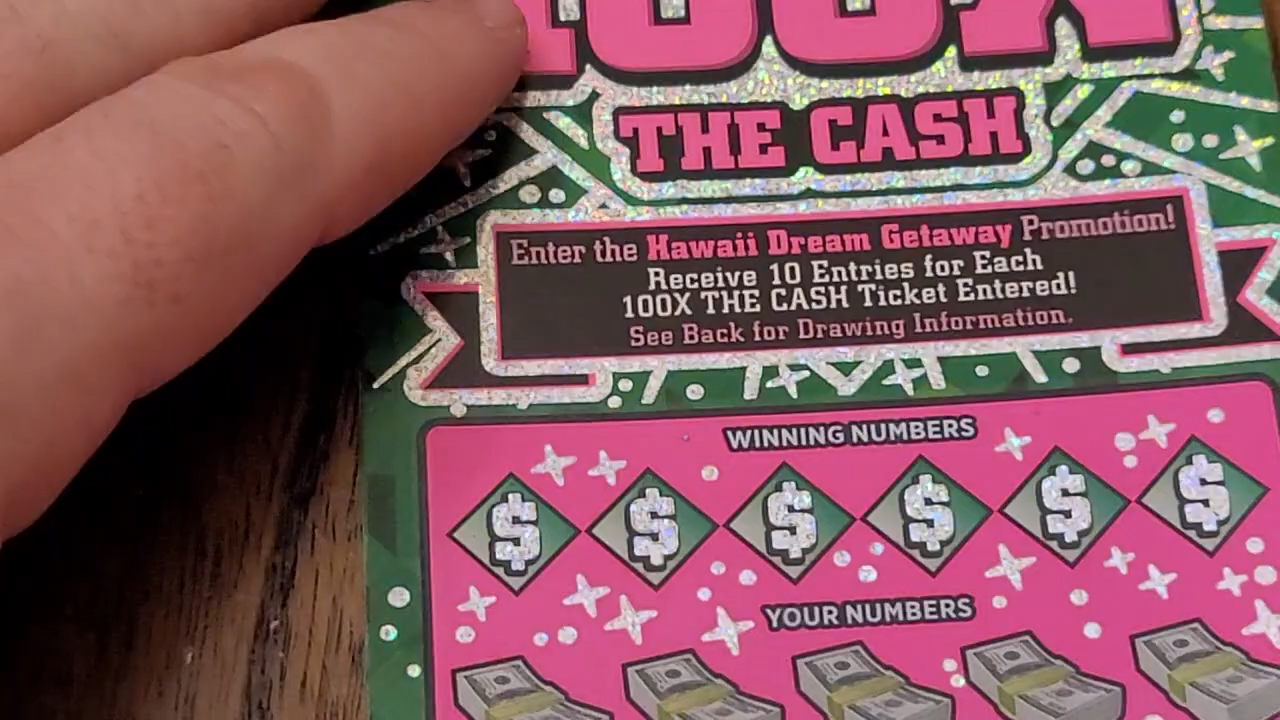 100X
THE CASH
Enter the Hawaii Dream Getaway Promotion!
Receive 10 Entries for Each
100X THE CASH Ticket Entered!
See Back for Drawing Information.
WINNING NUMBERS
$ $ $ $ $ $
YOUR NUMBERS